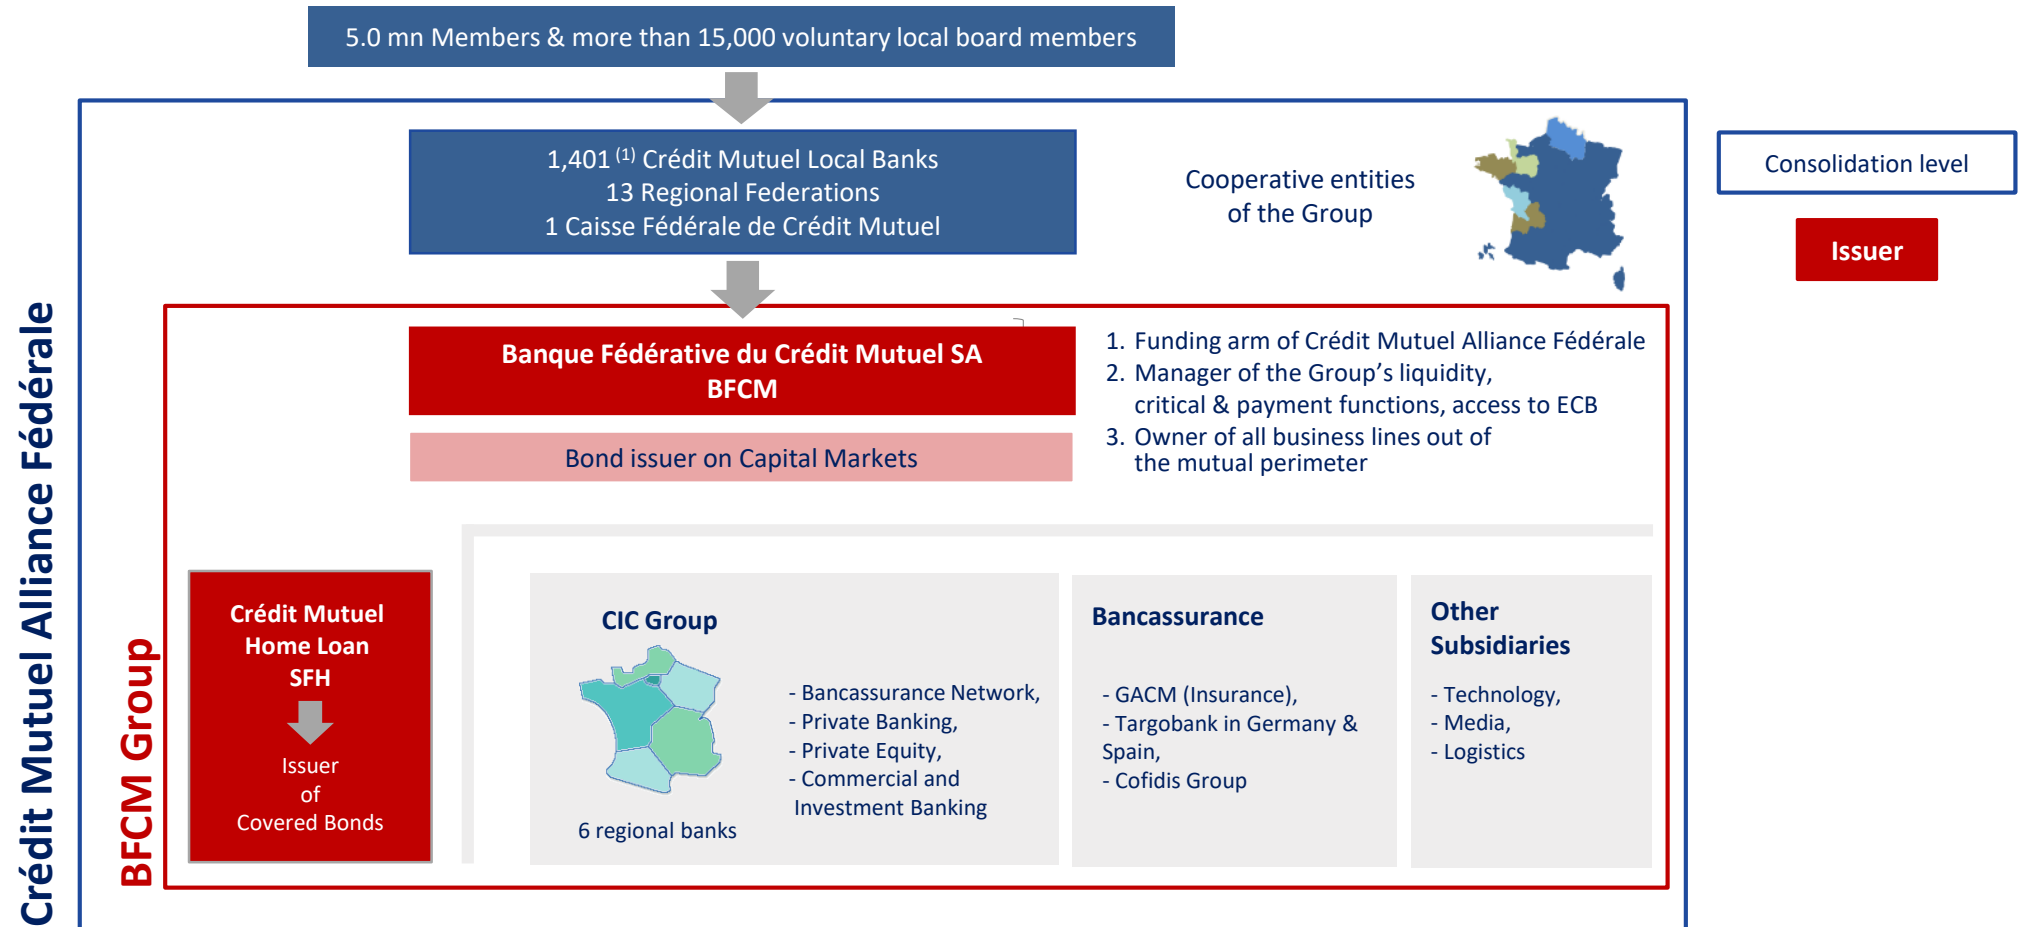 5.0 mn Members & more than 15,000 voluntary local board members
1,401 (1) Crédit Mutuel Local Banks
13 Regional Federations
1 Caisse Fédérale de Crédit Mutuel
Cooperative entities
of the Group
Consolidation level
Issuer
Crédit Mutuel Alliance Fédérale
BFCM Group
Banque Fédérative du Crédit Mutuel SA
BFCM
Bond issuer on Capital Markets
1. Funding arm of Crédit Mutuel Alliance Fédérale
2. Manager of the Group's liquidity,
critical & payment functions, access to ECB
3. Owner of all business lines out of
the mutual perimeter
Crédit Mutuel
Home Loan
SFH
Issuer
of
Covered Bonds
CIC Group
6 regional banks
- Bancassurance Network,
- Private Banking,
- Private Equity,
- Commercial and
Investment Banking
Bancassurance
- GACM (Insurance),
- Targobank in Germany &
Spain,
- Cofidis Group
Other
Subsidiaries
- Technology,
- Media,
- Logistics